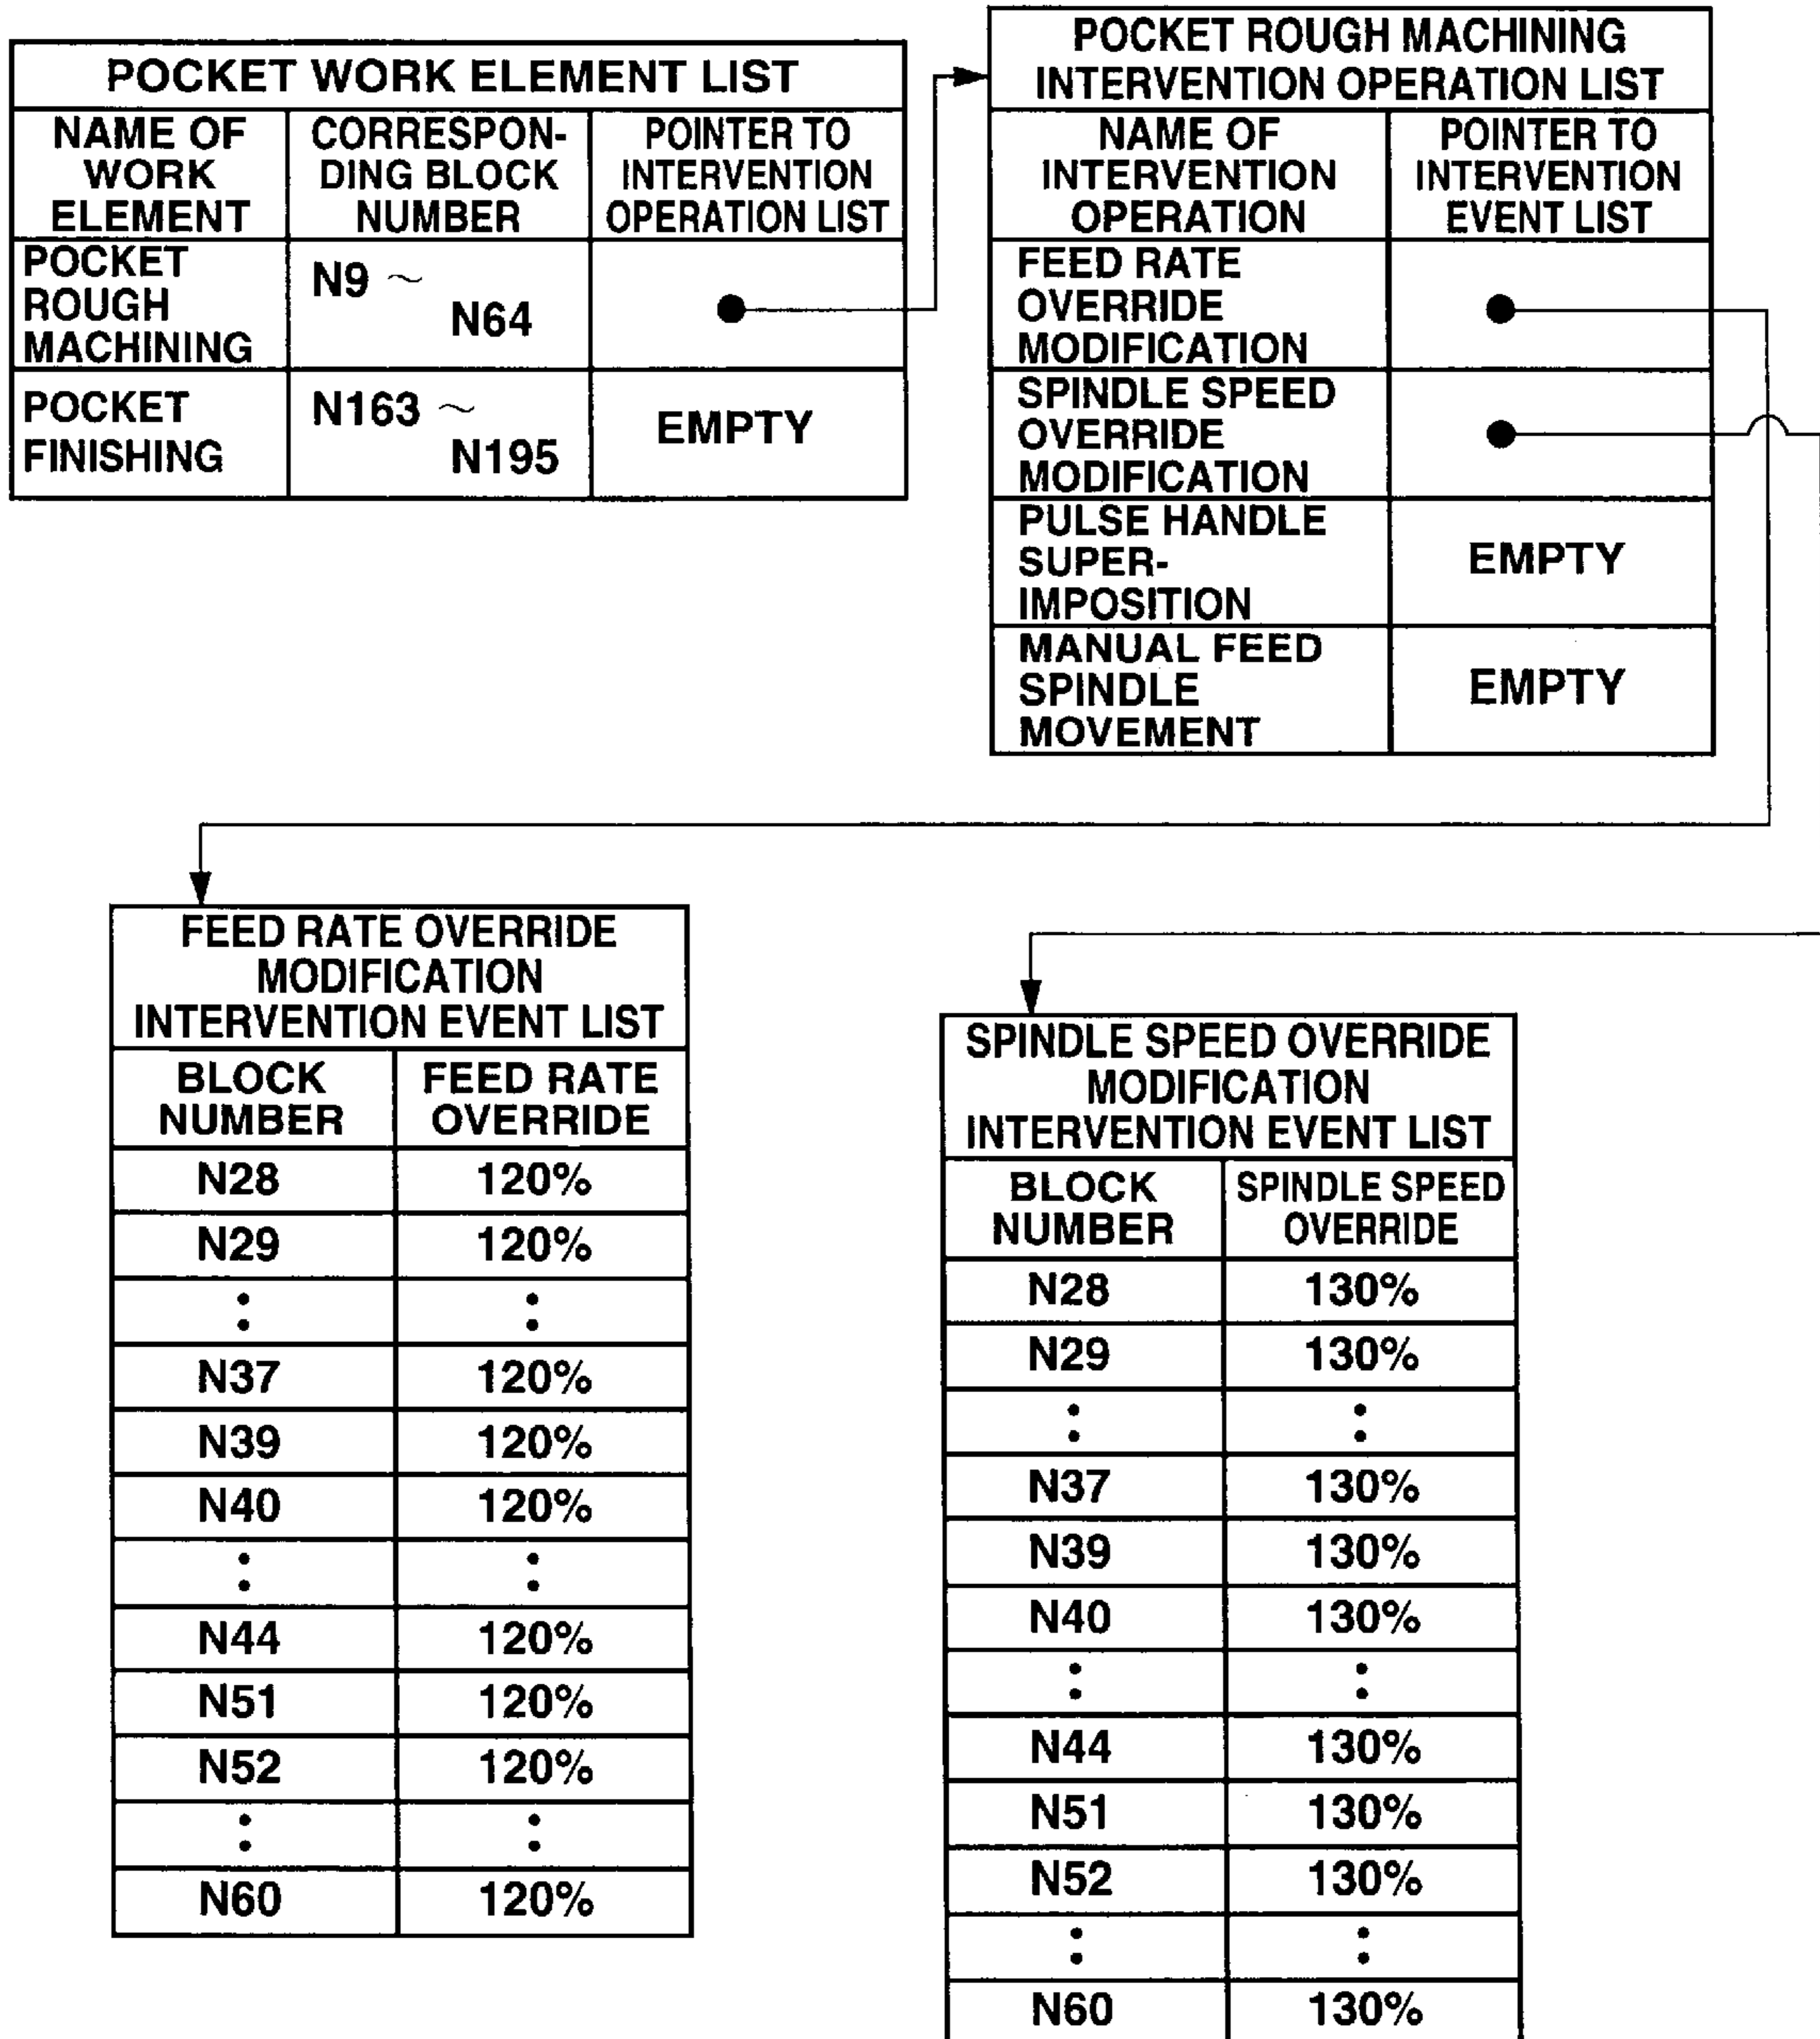 POCKET WORK ELEMENT LIST
NAME OF
WORK
ELEMENT
CORRESPON-
DING BLOCK
NUMBER
POINTER TO
INTERVENTION
OPERATION LIST
POCKET
ROUGH
MACHINING
N9 ~
N64
POCKET
FINISHING
N163 ~
N195
EMPTY
POCKET ROUGH MACHINING
INTERVENTION OPERATION LIST
NAME OF
INTERVENTION
OPERATION
POINTER TO
INTERVENTION
EVENT LIST
FEED RATE
OVERRIDE
MODIFICATION
SPINDLE SPEED
OVERRIDE
MODIFICATION
PULSE HANDLE
SUPER-
IMPOSITION
EMPTY
MANUAL FEED
SPINDLE
MOVEMENT
EMPTY
FEED RATE OVERRIDE
MODIFICATION
INTERVENTION EVENT LIST
BLOCK
NUMBER
FEED RATE
OVERRIDE
N28 120%
N29 120%
: :
N37 120%
N39 120%
N40 120%
: :
N44 120%
N51 120%
N52 120%
: :
N60 120%
SPINDLE SPEED OVERRIDE
MODIFICATION
INTERVENTION EVENT LIST
BLOCK
NUMBER
SPINDLE SPEED
OVERRIDE
N28 130%
N29 130%
: :
N37 130%
N39 130%
N40 130%
: :
N44 130%
N51 130%
N52 130%
: :
N60 130%